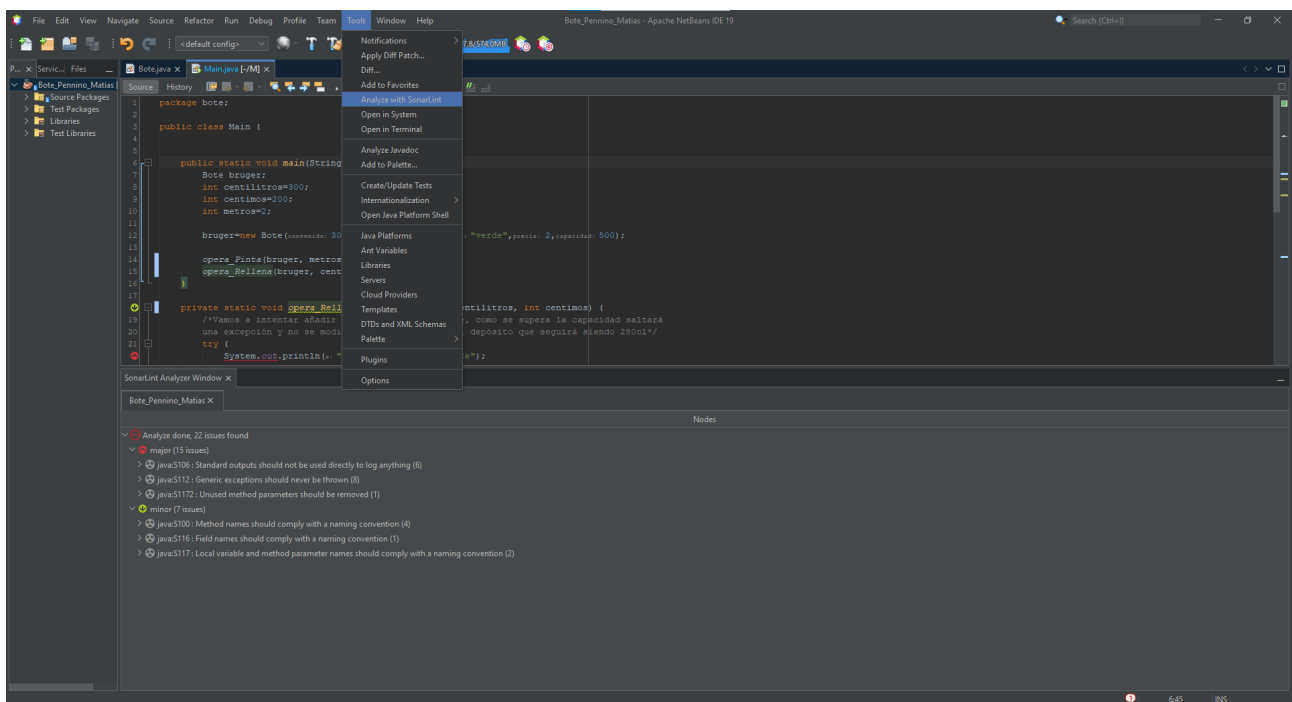 File Edit View Navigate Source Refactor Run Debug Profile Team Tools Window Help
Bote_Pennino_Matias - Apache NetBeans IDE 19
Search (Ctrl+I)
<default config>
7.8/574,0MB
P... Servic... Files
Bote.java Main.java [-/M]
Source History
Bote_Pennino_Matias [
Source Packages
Test Packages
Libraries
Test Libraries
Notifications
Apply Diff Patch...
Diff...
Add to Favorites
Analyze with SonarLint
Open in System
Open in Terminal
Analyze Javadoc
Add to Palette...
Create/Update Tests
Internationalization
Open Java Platform Shell
Java Platforms
Ant Variables
Libraries
Servers
Cloud Providers
Templates
DTDs and XML Schemas
Palette
Plugins
Options
1 package bote;
2
3 public class Main {
4
5
6 public static void main(String
7 Bote bruger;
8 int centilitros=300;
9 int centimos=200;
10 int metros=2;
11
12 bruger=new Bote(contenido: 30 : "verde",precio: 2,capacidad: 500);
13
14 opera_Pinta(bruger, metros
15 opera_Rellena(bruger, cent
16 }
17
private static void opera_Rell entilitros, int centimos) {
19 /*Vamos a intentar añadir , como se supera la capacidad saltará
20 una excepción y no se modi depósito que seguirá siendo 280cl*/
21 try {
System.out.println(x: " e");
SonarLint Analyzer Window
Bote_Pennino_Matias
Nodes
Analyze done, 22 issues found
major (15 issues)
java:S106 : Standard outputs should not be used directly to log anything (6)
java:S112 : Generic exceptions should never be thrown (8)
java:S1172 : Unused method parameters should be removed (1)
minor (7 issues)
java:S100 : Method names should comply with a naming convention (4)
java:S116 : Field names should comply with a naming convention (1)
java:S117 : Local variable and method parameter names should comply with a naming convention (2)
1 6:45 INS